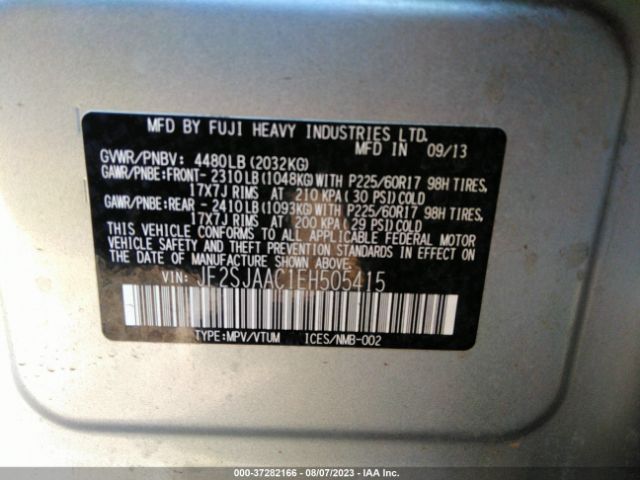 MFD BY FUJI HEAVY INDUSTRIES LTD.
MFD IN 09/13
GVWR/PNBV: 4480LB (2032KG)
GAWR/PNBE:FRONT- 2310LB (1048KG) WITH P225/60R17 98H TIRES,
17X7J RIMS AT 210 KPA (30 PSI) COLD
GAWR/PNBE:REAR - 2410LB (1093KG) WITH P225/60R17 98H TIRES,
17X7J RIMS AT 200 KPA (29 PSI) COLD
THIS VEHICLE CONFORMS TO ALL APPLICABLE FEDERAL MOTOR
VEHICLE SAFETY AND THEFT PREVENTION STANDARDS IN EFFECT ON
THE DATE OF MANUFACTURE SHOWN ABOVE.
VIN: JF2SJAAC1EH505415
TYPE:MPV/VTUM ICES/NMB-002
000-37282166 - 08/07/2023 - IAA Inc.